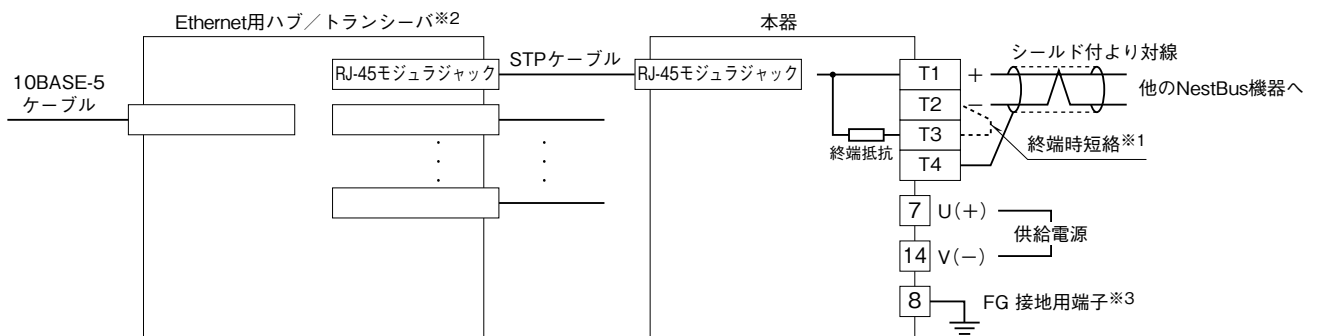 Ethernet用ハブ／トランシーバ※2
本器
10BASE-5
ケーブル
RJ-45モジュラジャック
STPケーブル
RJ-45モジュラジャック
終端抵抗
T1
T2
T3
T4
＋
－
シールド付より対線
他のNestBus機器へ
終端時短絡※1
7 U(＋)
供給電源
14 V(－)
8 FG 接地用端子※3